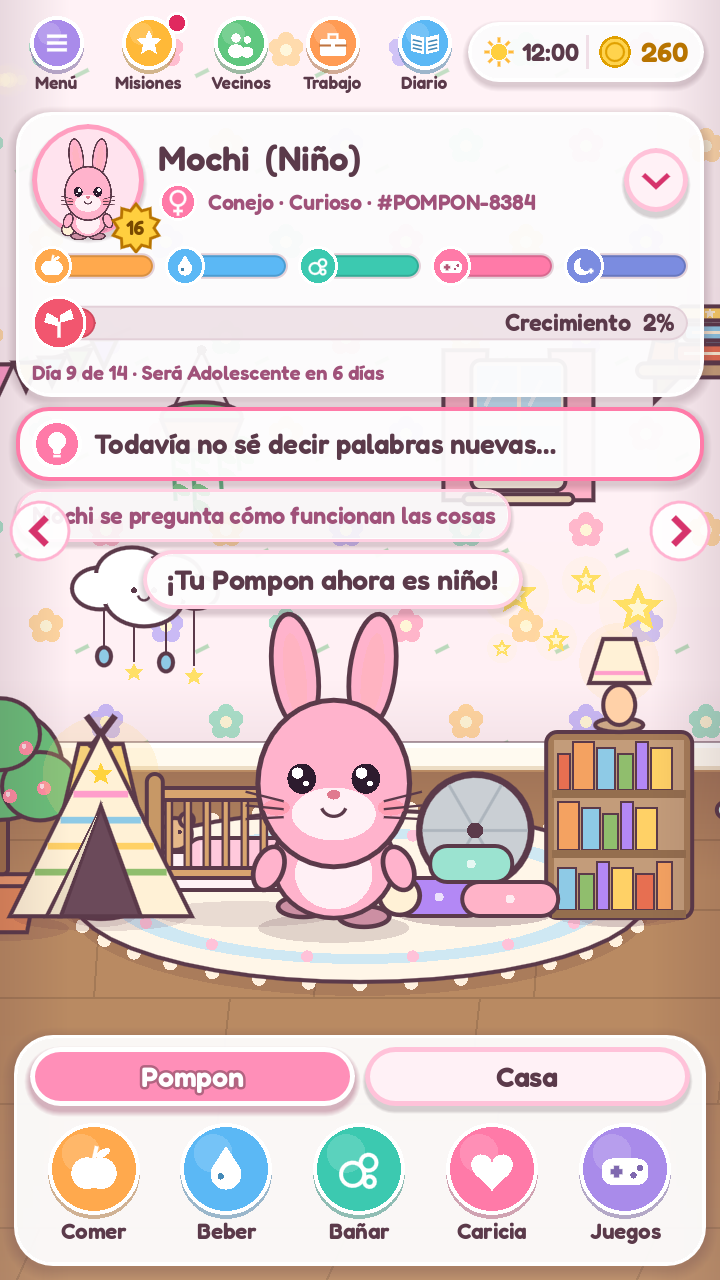 Menú
Misiones
Vecinos
Trabajo
Diario
12:00
260
Mochi (Niño)
Conejo · Curioso · #POMPON-8384
16
Crecimiento 2%
Día 9 de 14 · Será Adolescente en 6 días
Todavía no sé decir palabras nuevas...
Mochi se pregunta cómo funcionan las cosas
¡Tu Pompon ahora es niño!
Pompon
Casa
Comer
Beber
Bañar
Caricia
Juegos